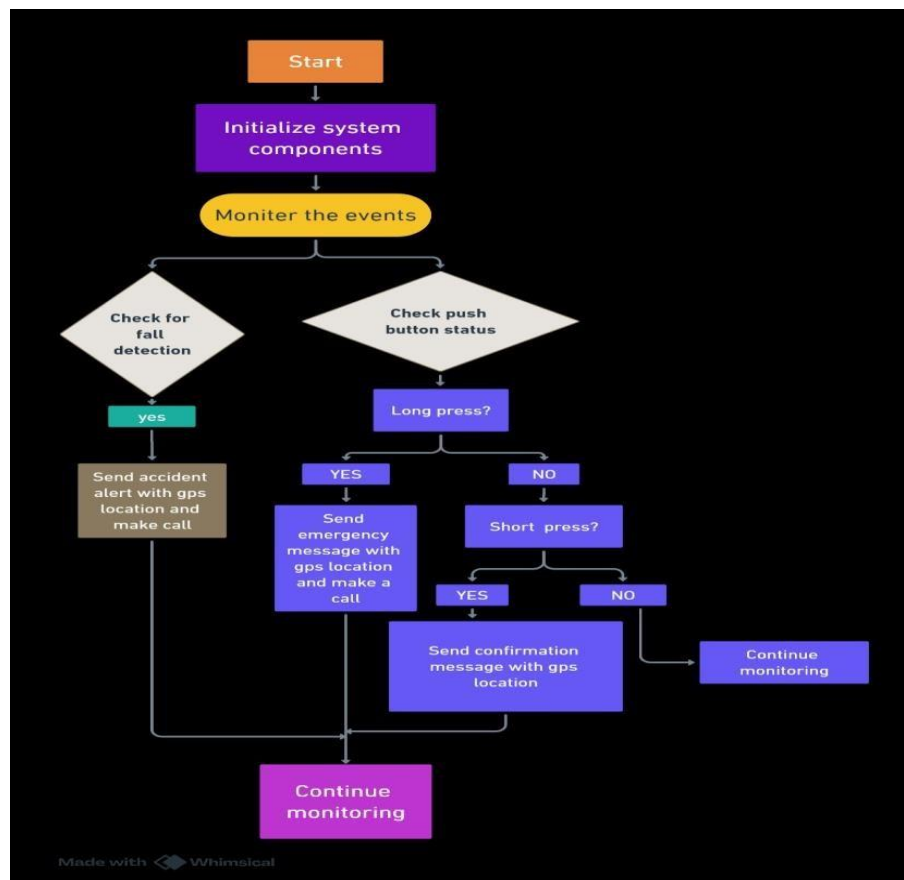 Start
Initialize system
components
Moniter the events
Check for
fall
detection
Check push
button status
yes
Long press?
Send accident
alert with gps
location and
make call
YES
NO
Send
emergency
message with
gps location
and make a
call
Short press?
YES
NO
Send confirmation
message with gps
location
Continue
monitoring
Continue
monitoring
Made with Whimsical